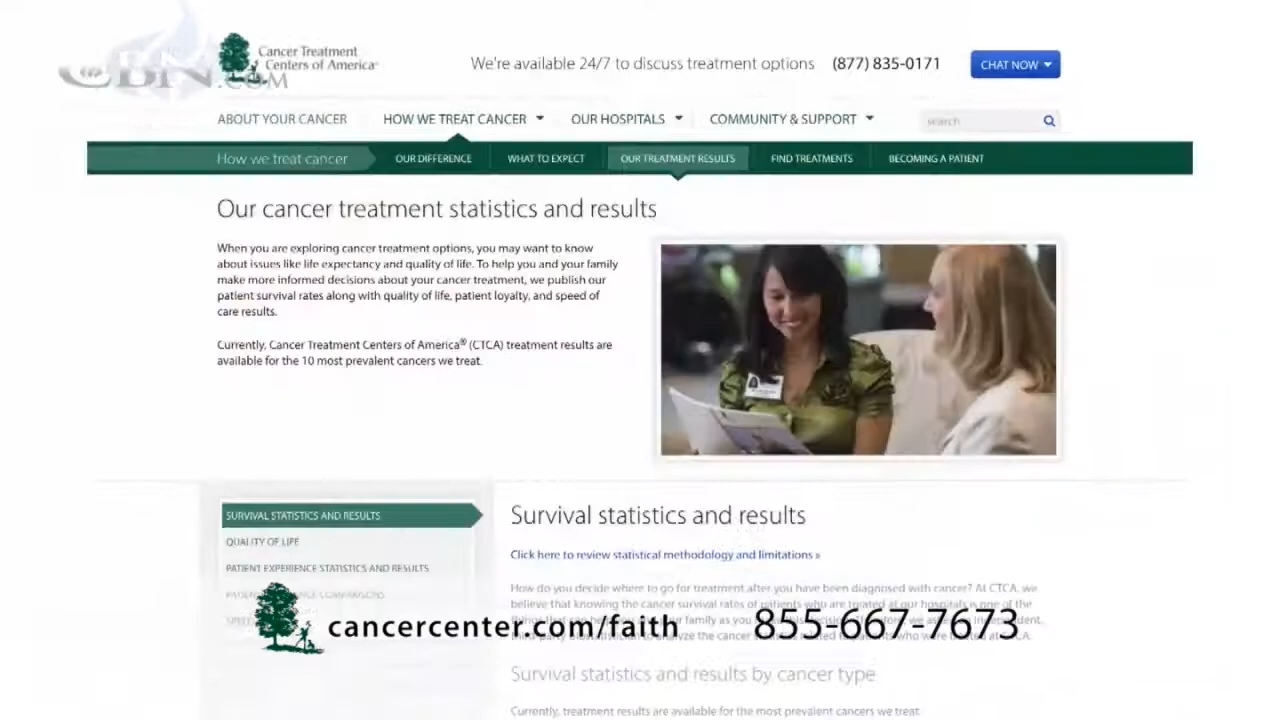 CBN.COM
Cancer Treatment
Centers of America®
We're available 24/7 to discuss treatment options (877) 835-0171
CHAT NOW
ABOUT YOUR CANCER HOW WE TREAT CANCER OUR HOSPITALS COMMUNITY & SUPPORT search
How we treat cancer OUR DIFFERENCE WHAT TO EXPECT OUR TREATMENT RESULTS FIND TREATMENTS BECOMING A PATIENT
Our cancer treatment statistics and results
When you are exploring cancer treatment options, you may want to know
about issues like life expectancy and quality of life. To help you and your family
make more informed decisions about your cancer treatment, we publish our
patient survival rates along with quality of life, patient loyalty, and speed of
care results.
Currently, Cancer Treatment Centers of America® (CTCA) treatment results are
available for the 10 most prevalent cancers we treat.
SURVIVAL STATISTICS AND RESULTS
QUALITY OF LIFE
PATIENT EXPERIENCE STATISTICS AND RESULTS
Survival statistics and results
Click here to review statistical methodology and limitations »
How do you decide where to go for treatment after you have been diagnosed with cancer? At CTCA, we
believe that knowing the cancer survival rates of patients who are treated at our hospitals is one of the
cancercenter.com/faith 855-667-7673
Survival statistics and results by cancer type
Currently, treatment results are available for the most prevalent cancers we treat